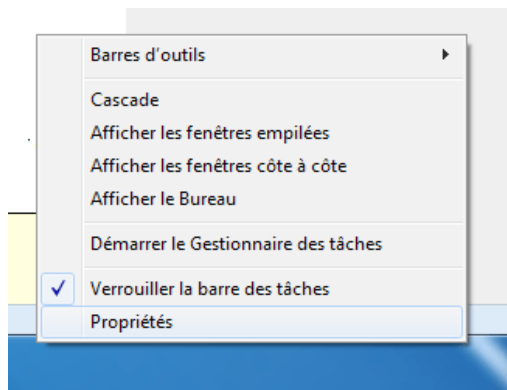 Barres d'outils
Cascade
Afficher les fenêtres empilées
Afficher les fenêtres côte à côte
Afficher le Bureau
Démarrer le Gestionnaire des tâches
Verrouiller la barre des tâches
Propriétés